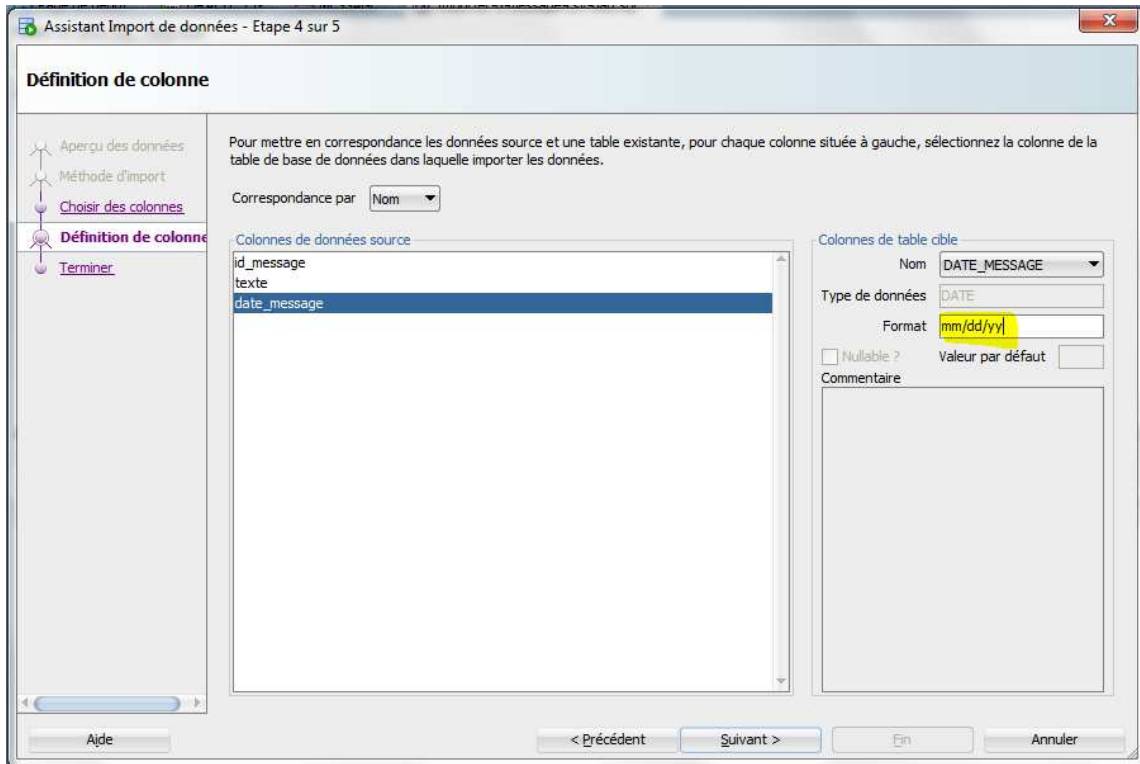 Assistant Import de données - Etape 4 sur 5
Définition de colonne
Aperçu des données
Méthode d'import
Choisir des colonnes
Définition de colonne
Terminer
Pour mettre en correspondance les données source et une table existante, pour chaque colonne située à gauche, sélectionnez la colonne de la
table de base de données dans laquelle importer les données.
Correspondance par Nom
Colonnes de données source
id_message
texte
date_message
Colonnes de table cible
Nom DATE_MESSAGE
Type de données DATE
Format mm/dd/yy
Nullable ? Valeur par défaut
Commentaire
Aide
< Précédent
Suivant >
Fin
Annuler